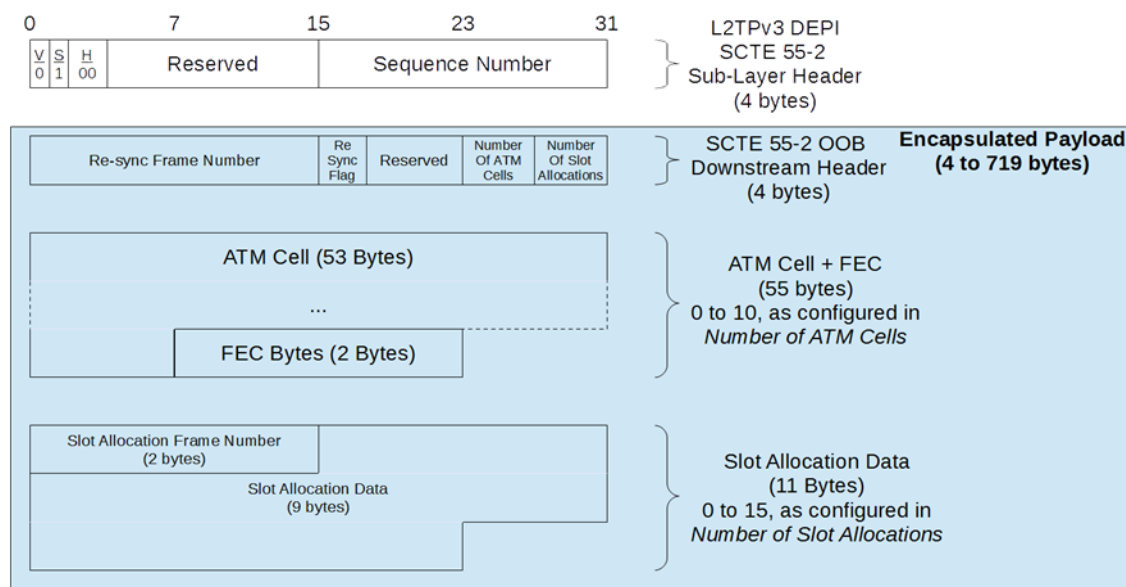 0 7 15 23 31
V
0
S
1
H
00
Reserved
Sequence Number
L2TPv3 DEPI
SCTE 55-2
Sub-Layer Header
(4 bytes)
Re-sync Frame Number
Re
Sync
Flag
Reserved
Number
Of ATM
Cells
Number
Of Slot
Allocations
SCTE 55-2 OOB
Downstream Header
(4 bytes)
Encapsulated Payload
(4 to 719 bytes)
ATM Cell (53 Bytes)
...
FEC Bytes (2 Bytes)
ATM Cell + FEC
(55 bytes)
0 to 10, as configured in
Number of ATM Cells
Slot Allocation Frame Number
(2 bytes)
Slot Allocation Data
(9 bytes)
Slot Allocation Data
(11 Bytes)
0 to 15, as configured in
Number of Slot Allocations